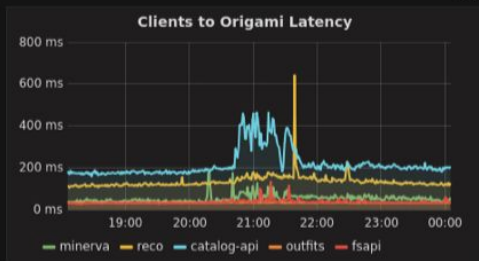 Clients to Origami Latency
800 ms
600 ms
400 ms
200 ms
0 ms
19:00 20:00 21:00 22:00 23:00 00:00
minerva reco catalog-api outfits fsapi